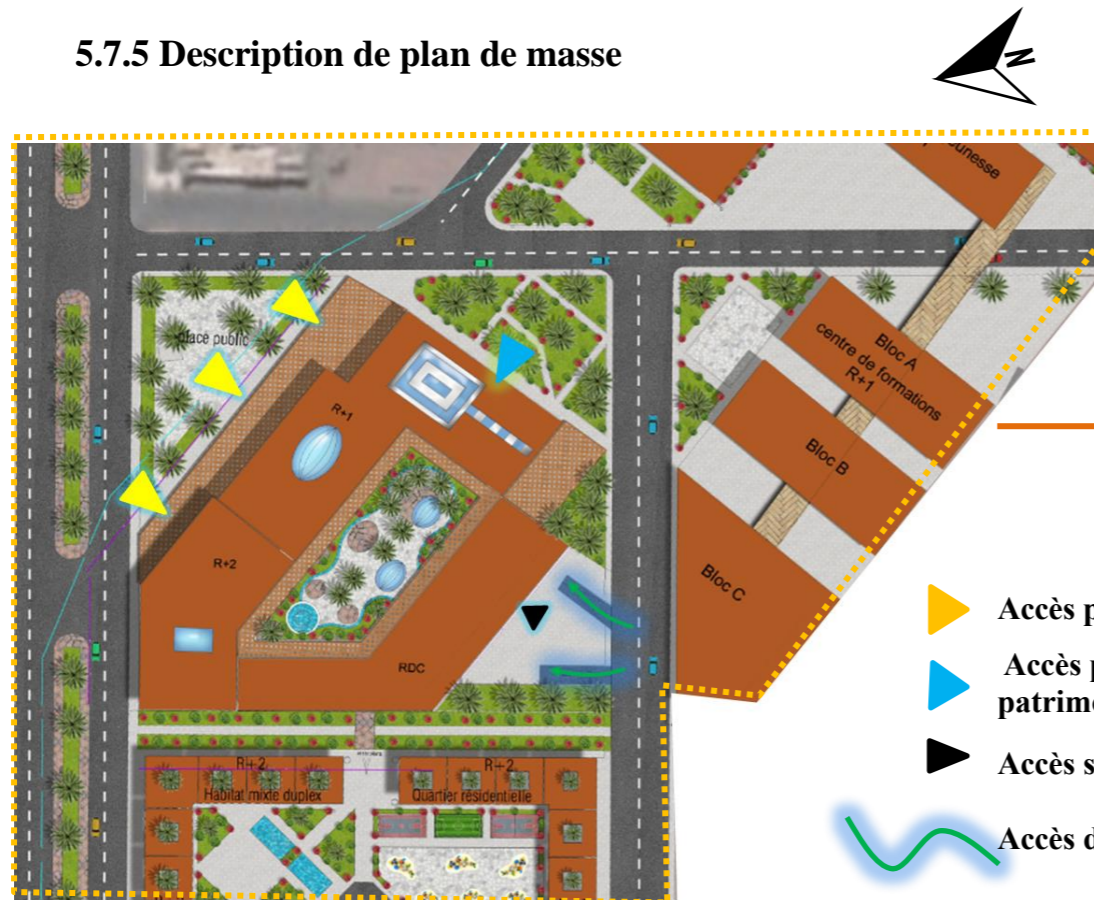 5.7.5 Description de plan de masse
N
place public
R+1
R+2
RDC
Bloc A
centre de formations
R+1
Bloc B
Bloc C
R+2
Habitat mixte duplex
R+2
Quartier résidentielle
Accès p
Accès p
patrim
Accès s
Accès d